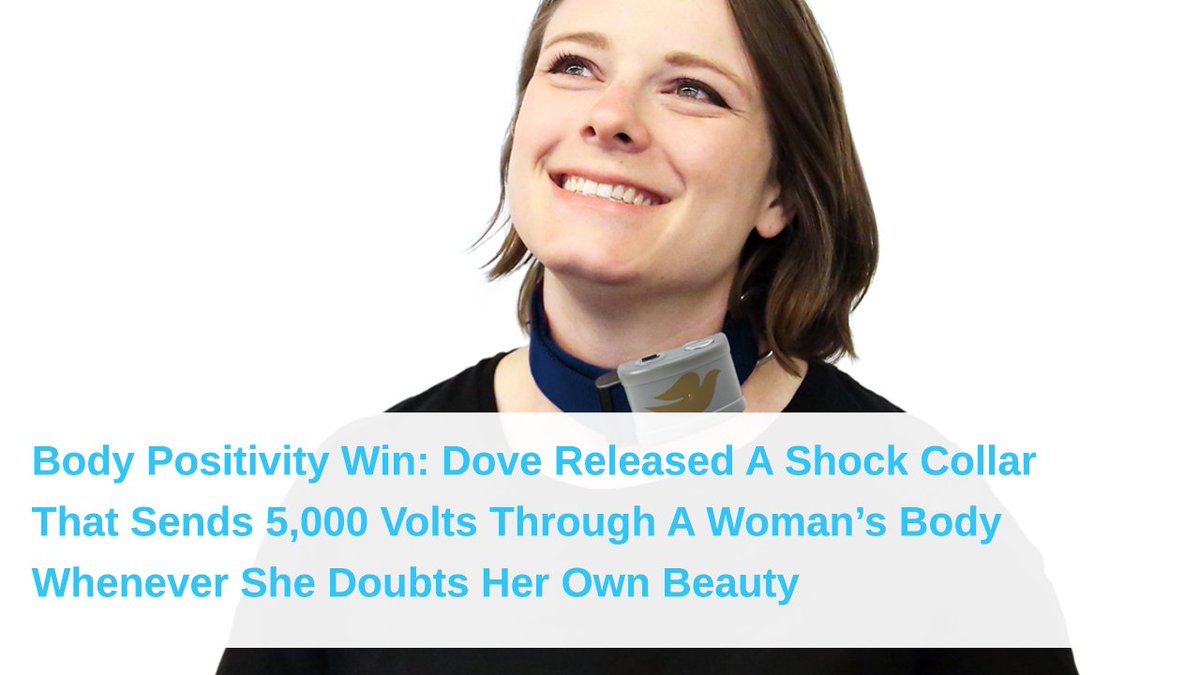 Body Positivity Win: Dove Released A Shock Collar
That Sends 5,000 Volts Through A Woman’s Body
Whenever She Doubts Her Own Beauty